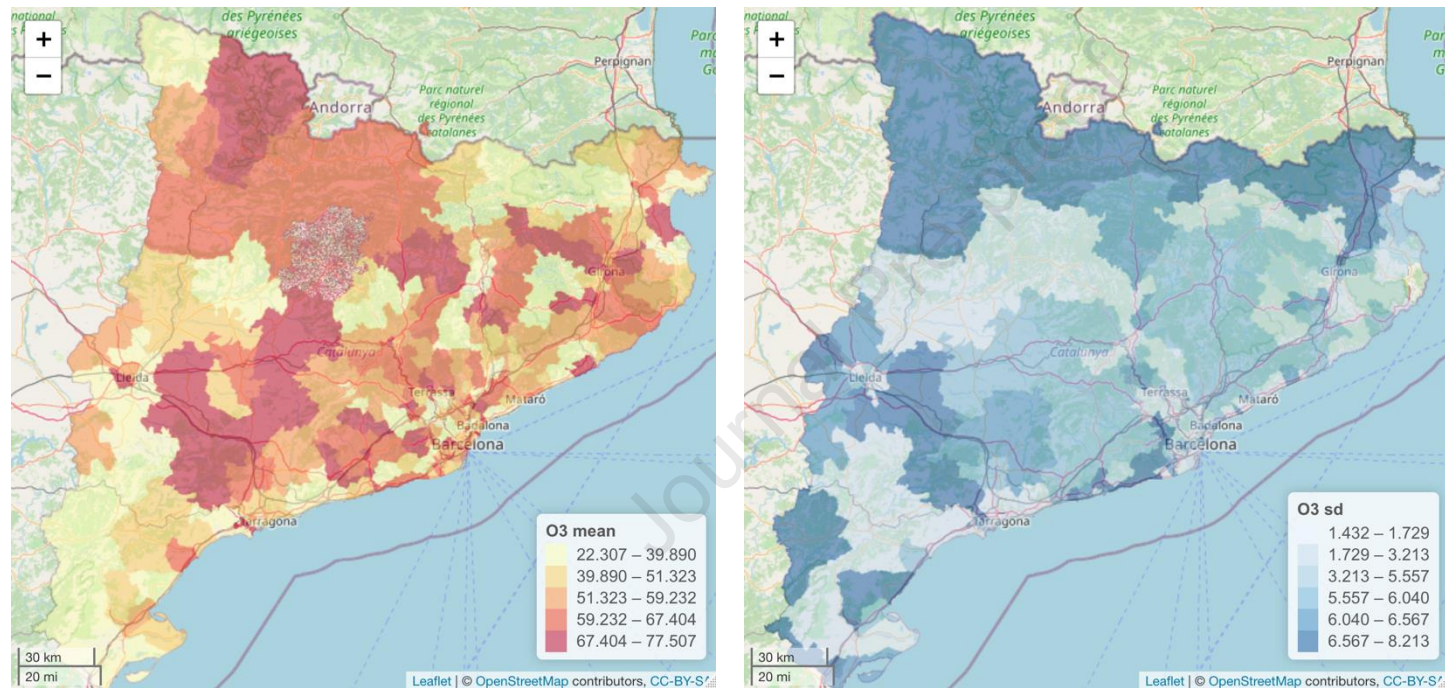 national
des Pyrénées
ariégeoises
Perpignan
Andorra
Parc naturel
régional
des Pyrénées
catalanes
Girona
Lleida
Catalunya
Terrassa
Mataró
Badalona
Barcelona
Tarragona
+
−
O3 mean
22.307 – 39.890
39.890 – 51.323
51.323 – 59.232
59.232 – 67.404
67.404 – 77.507
30 km
20 mi
Leaflet | © OpenStreetMap contributors, CC-BY-SA
national
des Pyrénées
ariégeoises
Perpignan
Andorra
Parc naturel
régional
des Pyrénées
catalanes
Girona
Lleida
Catalunya
Terrassa
Mataró
Badalona
Barcelona
Tarragona
+
−
O3 sd
1.432 – 1.729
1.729 – 3.213
3.213 – 5.557
5.557 – 6.040
6.040 – 6.567
6.567 – 8.213
30 km
20 mi
Leaflet | © OpenStreetMap contributors, CC-BY-SA
Journal Pre-proof